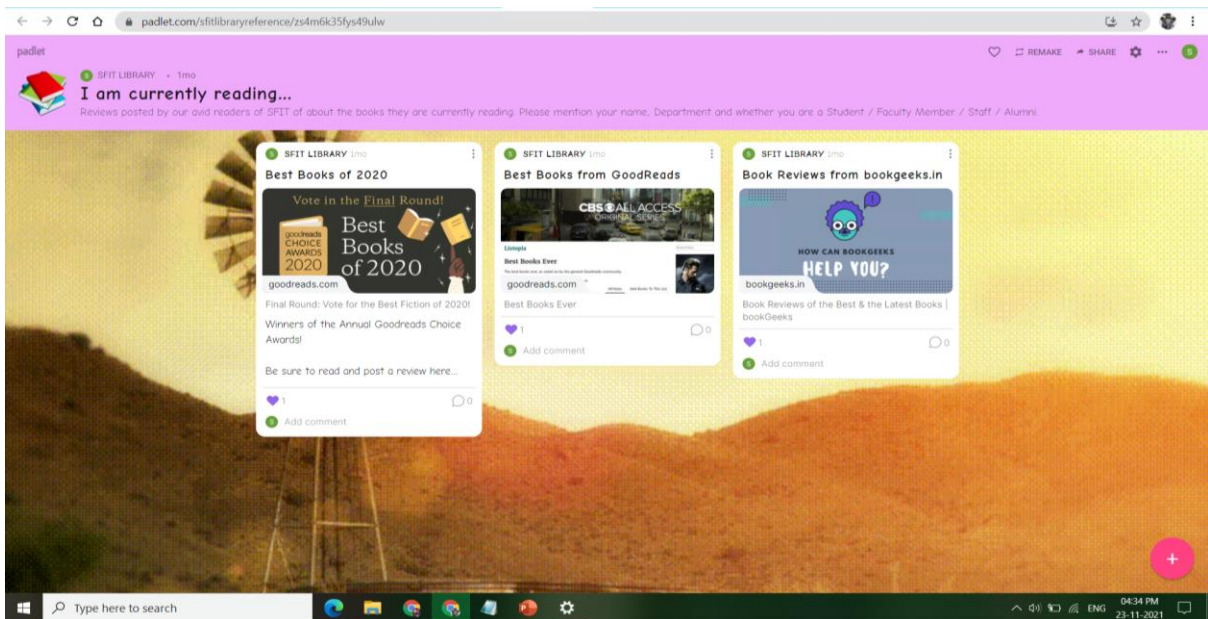 padlet.com/sfitlibraryreference/zs4m6k35fys49ulw
padlet
REMAKE
SHARE
S
S SFIT LIBRARY • 1mo
I am currently reading...
Reviews posted by our avid readers of SFIT of about the books they are currently reading. Please mention your name, Department and whether you are a Student / Faculty Member / Staff / Alumni.
S SFIT LIBRARY 1mo
Best Books of 2020
Vote in the Final Round!
goodreads
CHOICE
AWARDS
2020
Best
Books
of 2020
goodreads.com
Final Round: Vote for the Best Fiction of 2020!
Winners of the Annual Goodreads Choice
Awards!
Be sure to read and post a review here...
1
0
S Add comment
S SFIT LIBRARY 1mo
Best Books from GoodReads
CBS ALL ACCESS
ORIGINAL SERIES
Listopia
Best Books Ever
goodreads.com
Best Books Ever
1
0
S Add comment
S SFIT LIBRARY 1mo
Book Reviews from bookgeeks.in
HOW CAN BOOKGEEKS
HELP YOU?
bookgeeks.in
Book Reviews of the Best & the Latest Books |
bookGeeks
1
0
S Add comment
+
Type here to search
ENG
04:34 PM
23-11-2021